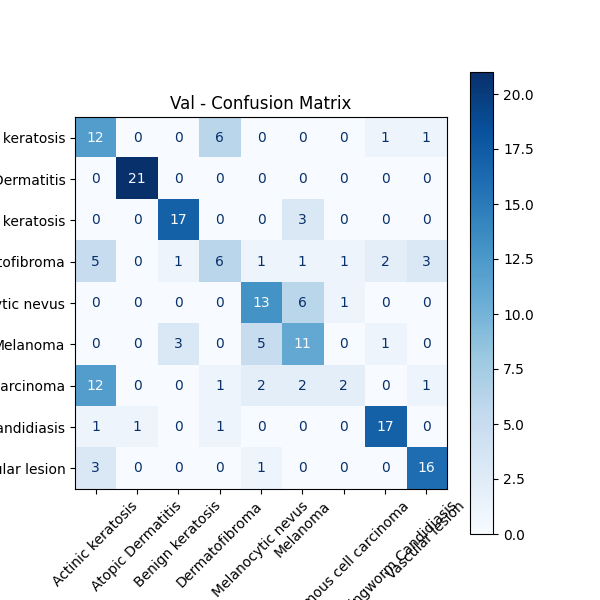 Val - Confusion Matrix
keratosis 12 0 0 6 0 0 0 1 1
Dermatitis 0 21 0 0 0 0 0 0 0
keratosis 0 0 17 0 0 3 0 0 0
tofibroma 5 0 1 6 1 1 1 2 3
ytic nevus 0 0 0 0 13 6 1 0 0
Melanoma 0 0 3 0 5 11 0 1 0
arcinoma 12 0 0 1 2 2 2 0 1
andidiasis 1 1 0 1 0 0 0 17 0
ular lesion 3 0 0 0 1 0 0 0 16
Actinic keratosis
Atopic Dermatitis
Benign keratosis
Dermatofibroma
Melanocytic nevus
Melanoma
mous cell carcinoma
ngworm Candidiasis
Vascular lesion
20.0
17.5
15.0
12.5
10.0
7.5
5.0
2.5
0.0